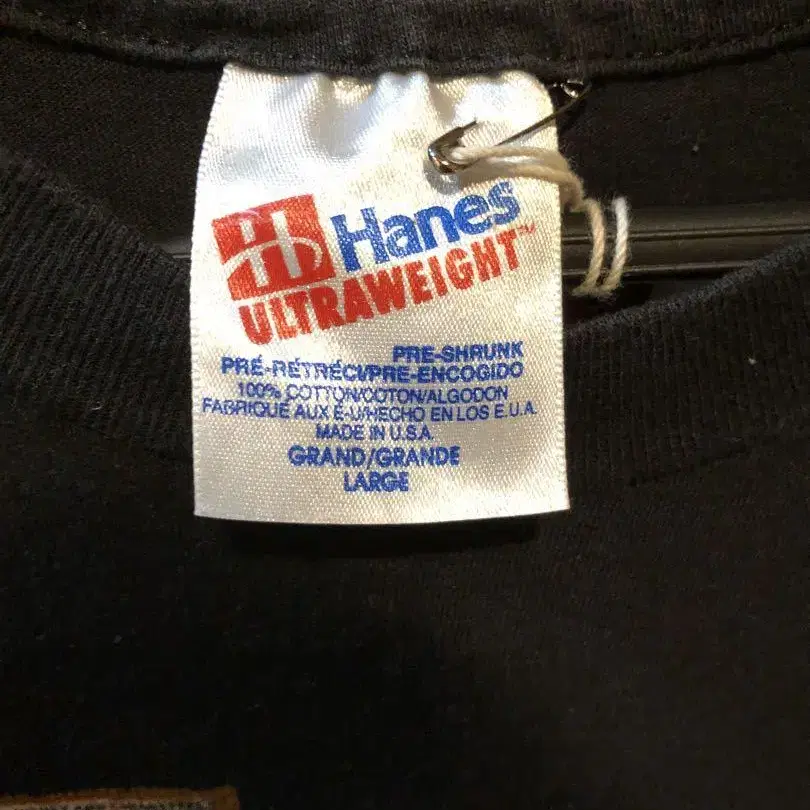 Hanes
ULTRAWEIGHT™
PRE-SHRUNK
PRÉ-RÉTRÉCI/PRE-ENCOGIDO
100% COTTON/COTON/ALGODON
FABRIQUÉ AUX É-U/HECHO EN LOS E.U.A.
MADE IN U.S.A.
GRAND/GRANDE
LARGE